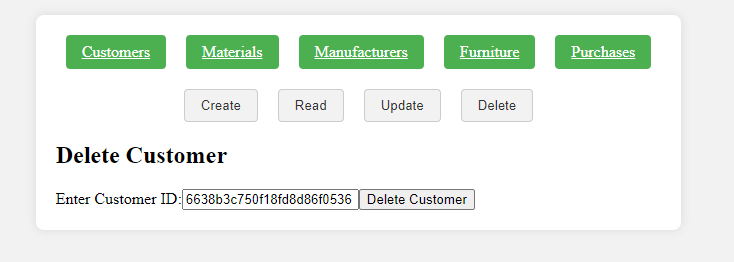 Customers Materials Manufacturers Furniture Purchases
Create Read Update Delete
Delete Customer
Enter Customer ID: 6638b3c750f18fd8d86f0536 Delete Customer